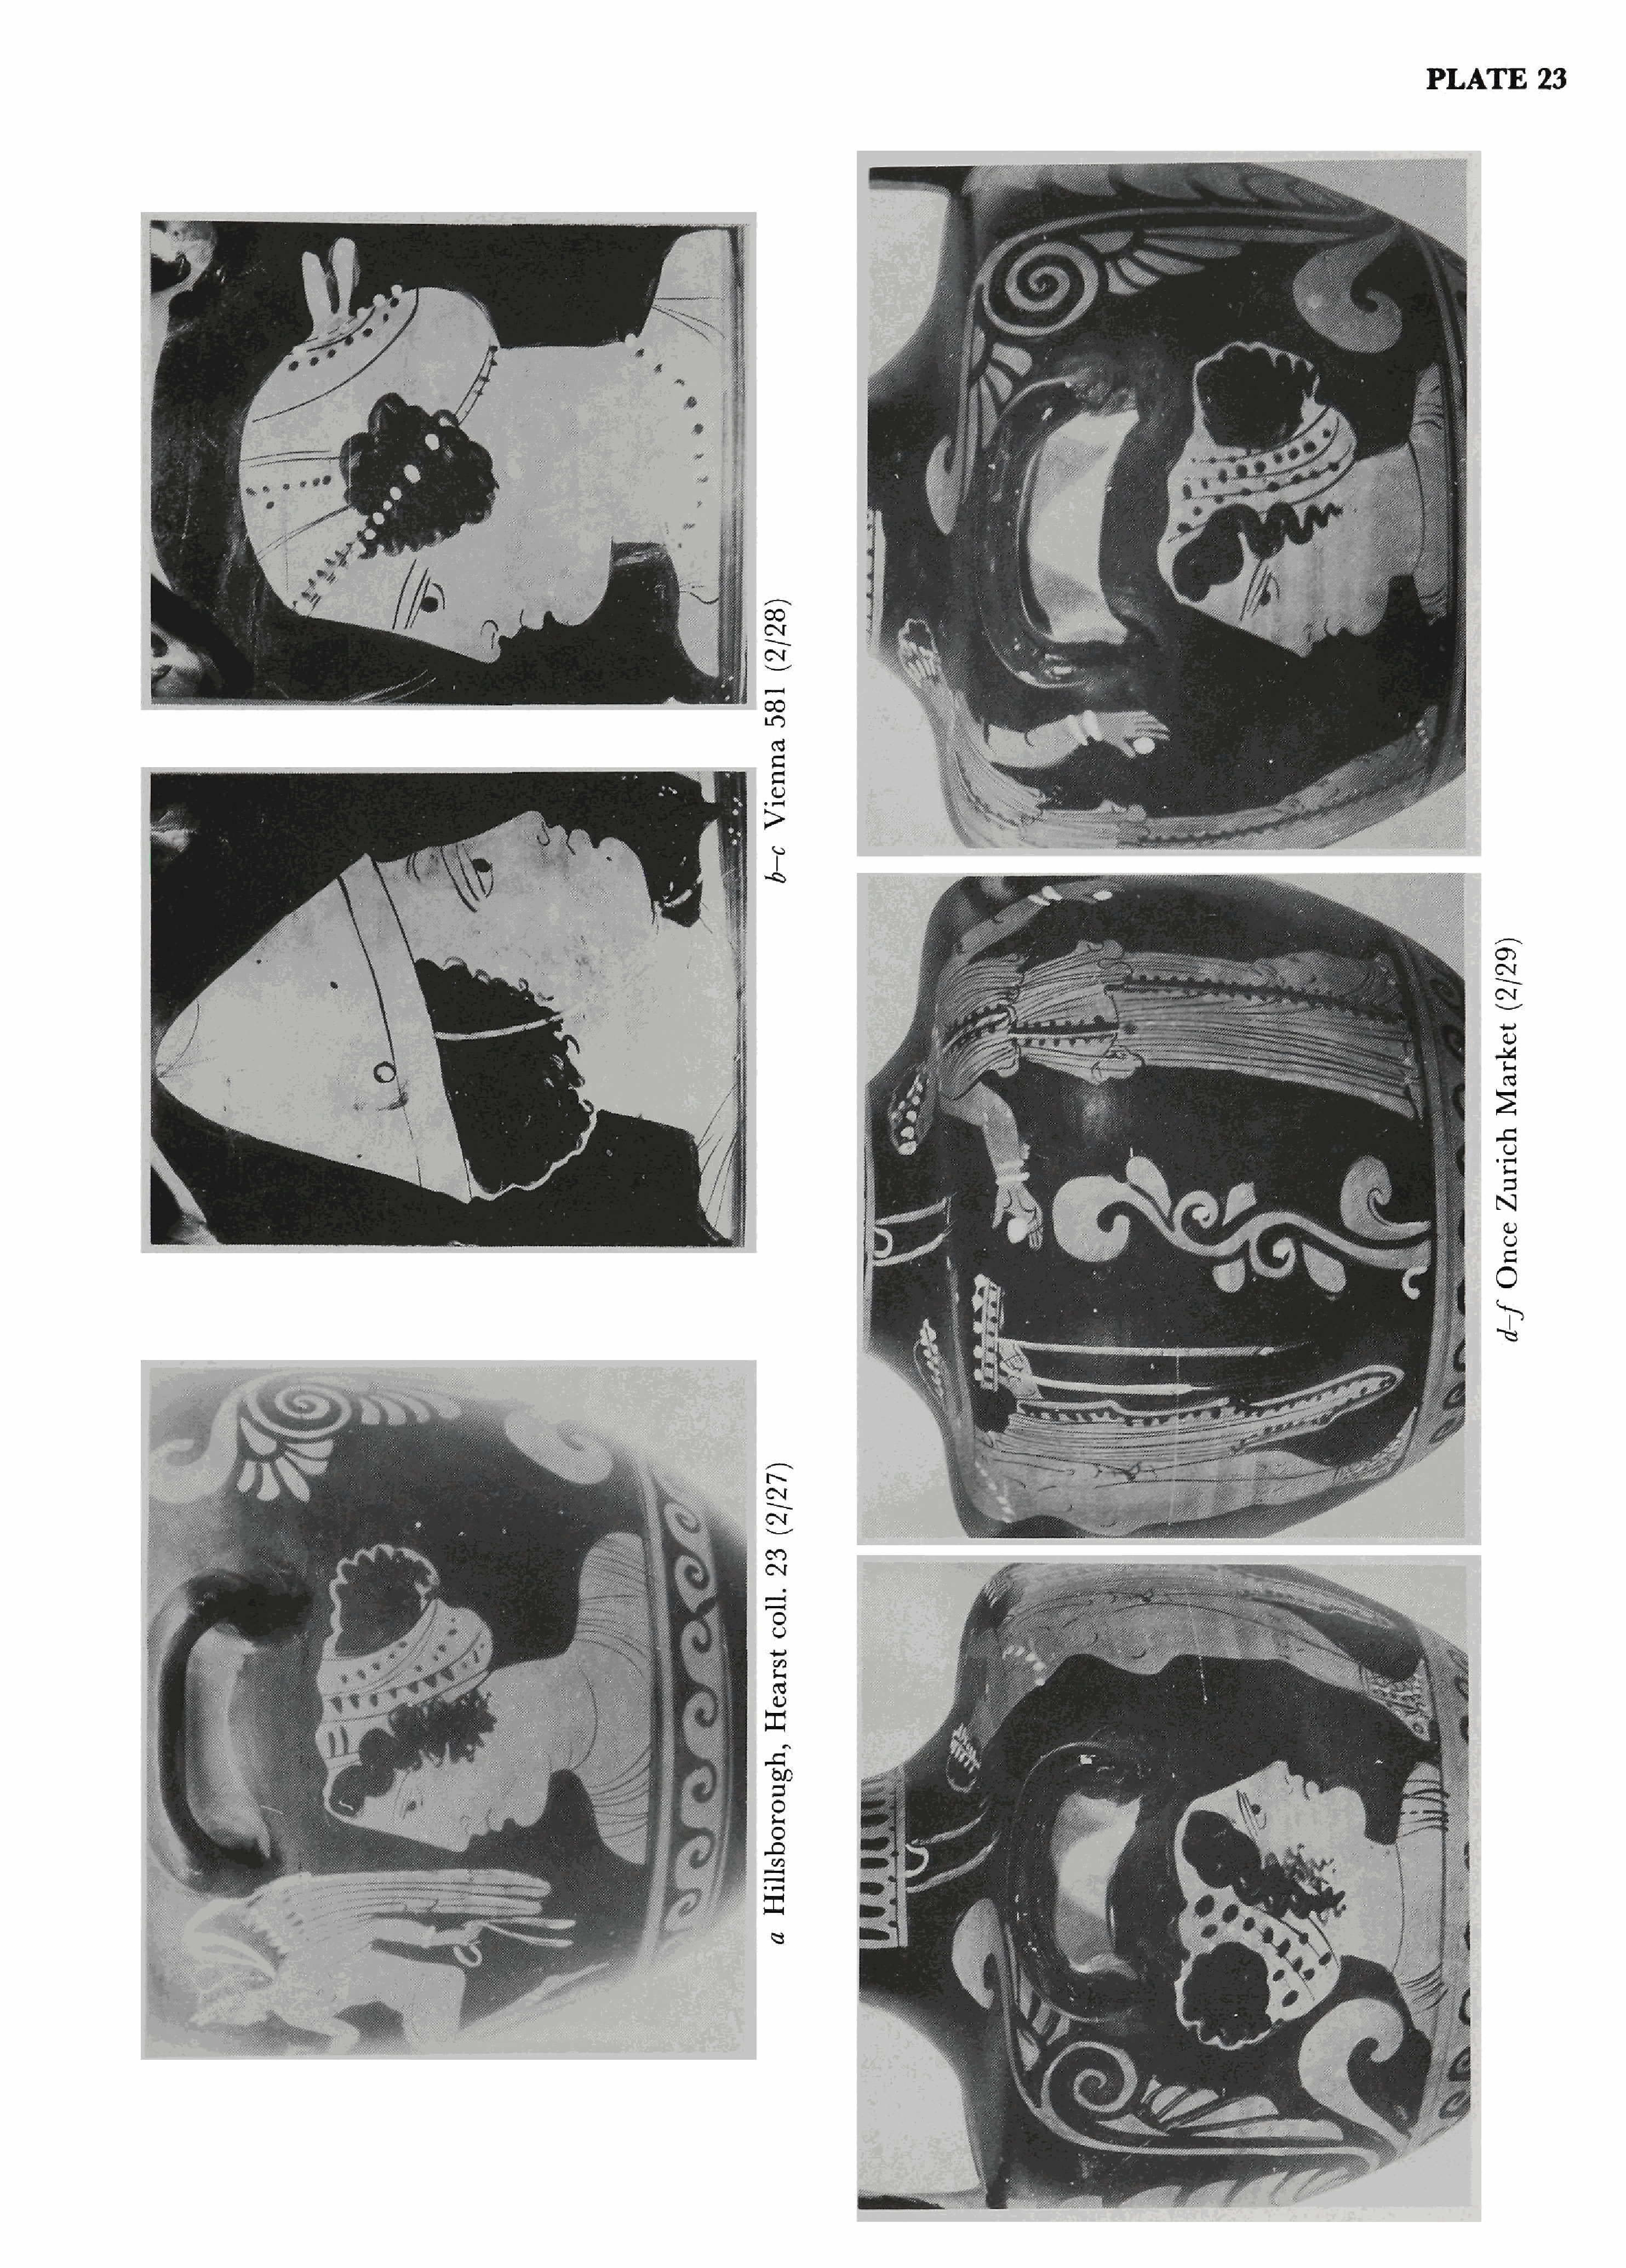 PLATE 23
a Hillsborough, Hearst coll. 23 (2/27)
b–c Vienna 581 (2/28)
d–f Once Zurich Market (2/29)